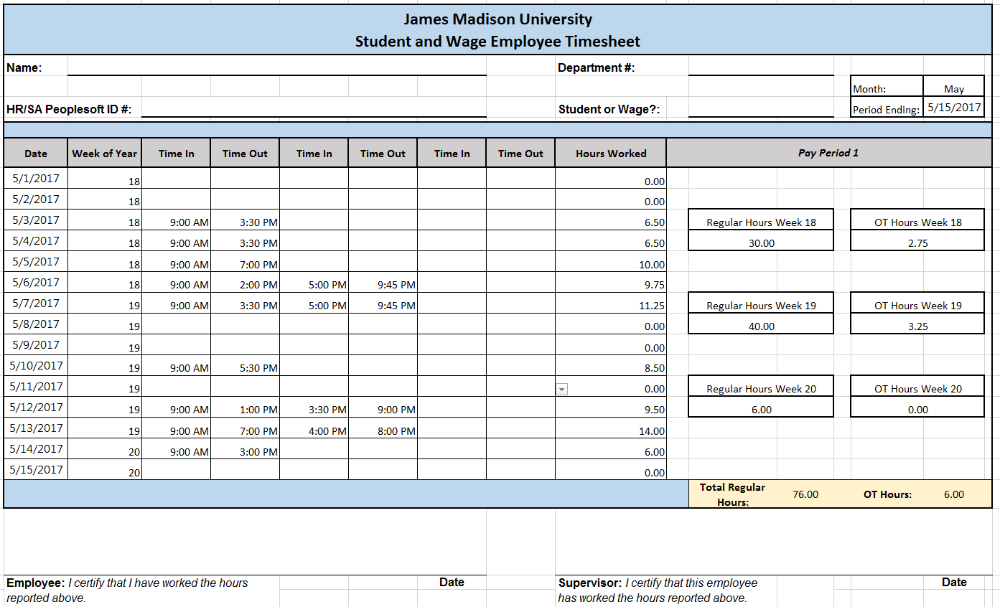 James Madison University
Student and Wage Employee Timesheet
Name: Department #:
Month: May
HR/SA Peoplesoft ID #: Student or Wage?: Period Ending: 5/15/2017
Date Week of Year Time In Time Out Time In Time Out Time In Time Out Hours Worked Pay Period 1
5/1/2017 18 0.00
5/2/2017 18 0.00
5/3/2017 18 9:00 AM 3:30 PM 6.50 Regular Hours Week 18 OT Hours Week 18
5/4/2017 18 9:00 AM 3:30 PM 6.50 30.00 2.75
5/5/2017 18 9:00 AM 7:00 PM 10.00
5/6/2017 18 9:00 AM 2:00 PM 5:00 PM 9:45 PM 9.75
5/7/2017 19 9:00 AM 3:30 PM 5:00 PM 9:45 PM 11.25 Regular Hours Week 19 OT Hours Week 19
5/8/2017 19 0.00 40.00 3.25
5/9/2017 19 0.00
5/10/2017 19 9:00 AM 5:30 PM 8.50
5/11/2017 19 0.00 Regular Hours Week 20 OT Hours Week 20
5/12/2017 19 9:00 AM 1:00 PM 3:30 PM 9:00 PM 9.50 6.00 0.00
5/13/2017 19 9:00 AM 7:00 PM 4:00 PM 8:00 PM 14.00
5/14/2017 20 9:00 AM 3:00 PM 6.00
5/15/2017 20 0.00
Total Regular
Hours: 76.00 OT Hours: 6.00
Employee: I certify that I have worked the hours Date Supervisor: I certify that this employee Date
reported above. has worked the hours reported above.